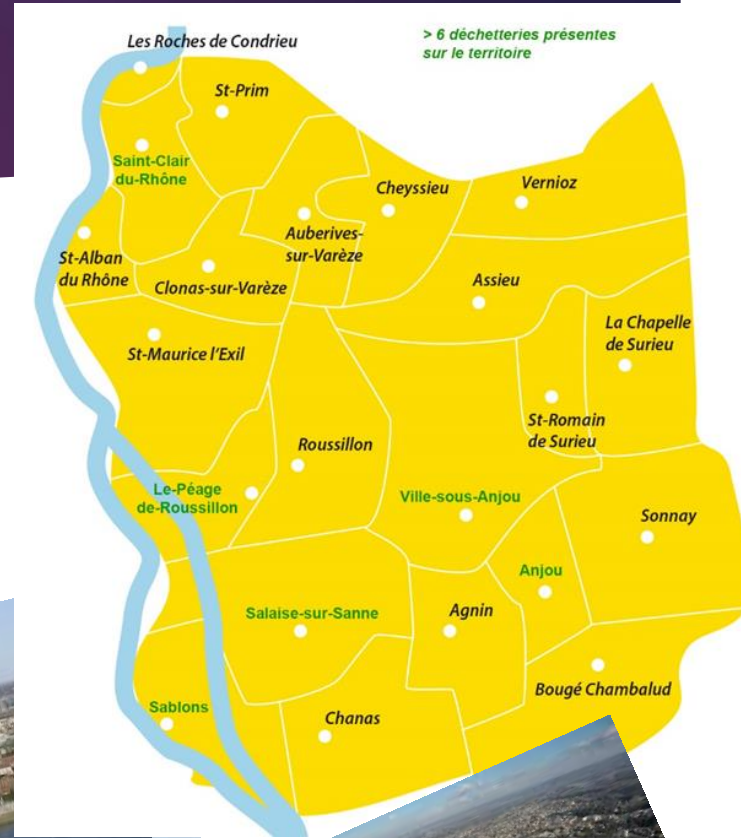 Les Roches de Condrieu
> 6 déchetteries présentes
sur le territoire
St-Prim
Saint-Clair
du-Rhône
Cheyssieu
Vernioz
Auberives-
sur-Varèze
St-Alban
du Rhône
Clonas-sur-Varèze
Assieu
La Chapelle
de Surieu
St-Maurice l'Exil
St-Romain
de Surieu
Roussillon
Le-Péage
de-Roussillon
Ville-sous-Anjou
Sonnay
Anjou
Salaise-sur-Sanne
Agnin
Bougé Chambalud
Sablons
Chanas